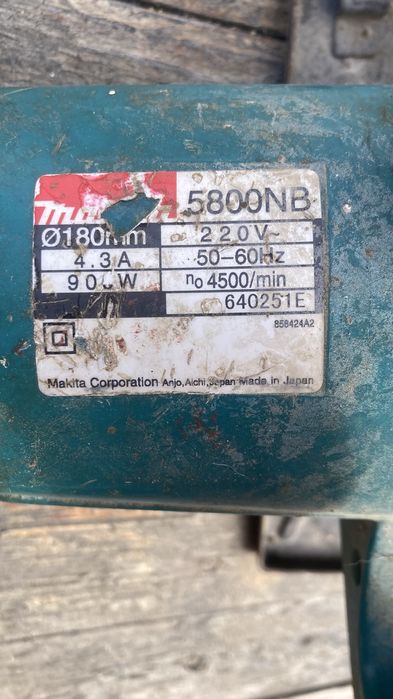 5800NB
Ø180mm 220V~
4.3A 50-60Hz
900W n₀ 4500/min
640251E
858424A2
Makita Corporation Anjo, Aichi, Japan Made in Japan